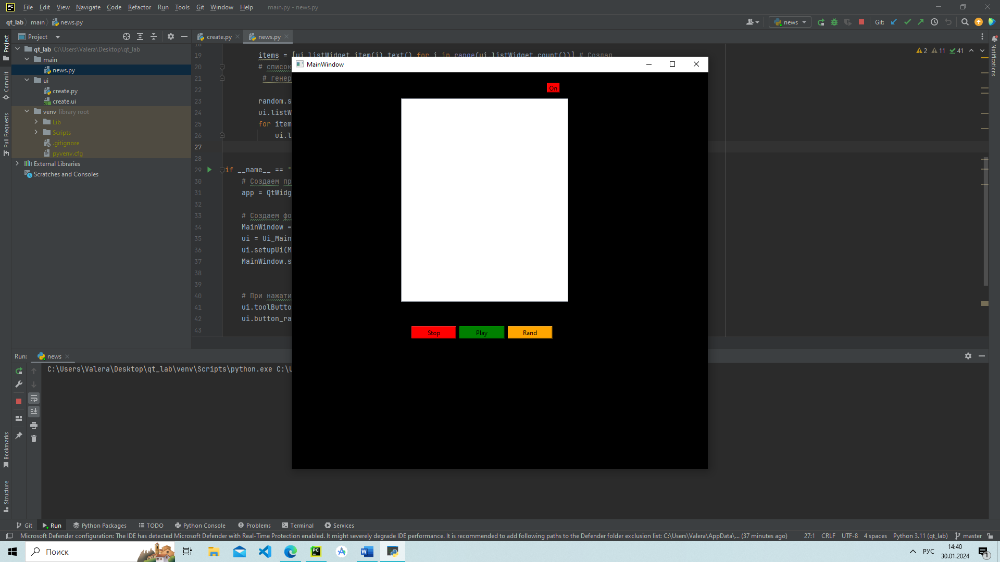 File Edit View Navigate Code Refactor Run Tools Git Window Help main.py - news.py
qt_lab main news.py
news Git:
Project
create.py
news.py
qt_lab C:\Users\Valera\Desktop\qt_lab
main
news.py
ui
create.py
create.ui
venv library root
Lib
Scripts
.gitignore
pyvenv.cfg
External Libraries
Scratches and Consoles
Project
Commit
Pull Requests
Bookmarks
Structure
Notifications
2 11 41
18
19 items = [ui.listWidget.item(i).text() for i in range(ui.listWidget.count())] # Создал
20 # список
21 # генер
22
23 random.s
24 ui.listW
25 for item
26 ui.l
27
28
29 if __name__ == "
30 # Создаем пр
31 app = QtWidg
32
33 # Создаем фо
34 MainWindow =
35 ui = Ui_Main
36 ui.setupUi(M
37 MainWindow.s
38
39
40 # При нажати
41 ui.toolButto
42 ui.button_ra
43
MainWindow
On
Stop Play Rand
Run: news
C:\Users\Valera\Desktop\qt_lab\venv\Scripts\python.exe C:\U
Git Run Python Packages TODO Python Console Problems Terminal Services
Microsoft Defender configuration: The IDE has detected Microsoft Defender with Real-Time Protection enabled. It might severely degrade IDE performance. It is recommended to add following paths to the Defender folder exclusion list: C:\Users\Valera\AppData\... (37 minutes ago) 27:1 CRLF UTF-8 4 spaces Python 3.11 (qt_lab) master
Поиск
РУС
14:40
30.01.2024
1